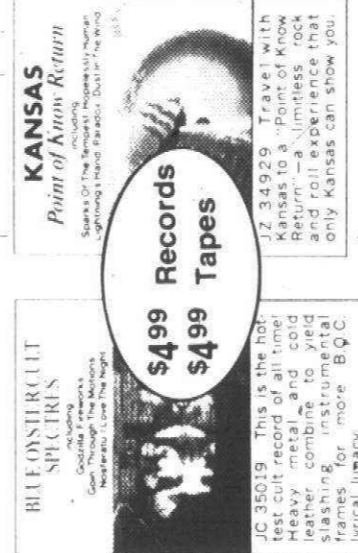 BLUE OYSTER CULT
SPECTRES
including
Godzilla Fireworks
Goin Through The Motions
Nosferatu I Love The Night
JC 35019 This is the hot-
test cult record of all time!
Heavy metal and cold
leather combine to yield
slashing instrumental
frames for more B.O.C.
lyrical lunacy.
$4.99 Records
$4.99 Tapes
KANSAS
Point of Know Return
including
Sparks Of The Tempest Hopelessly Human
Lightning's Hand Paradox Dust In The Wind
JZ 34929 Travel with
Kansas to a "Point of Know
Return"—a limitless rock
and roll experience that
only Kansas can show you.